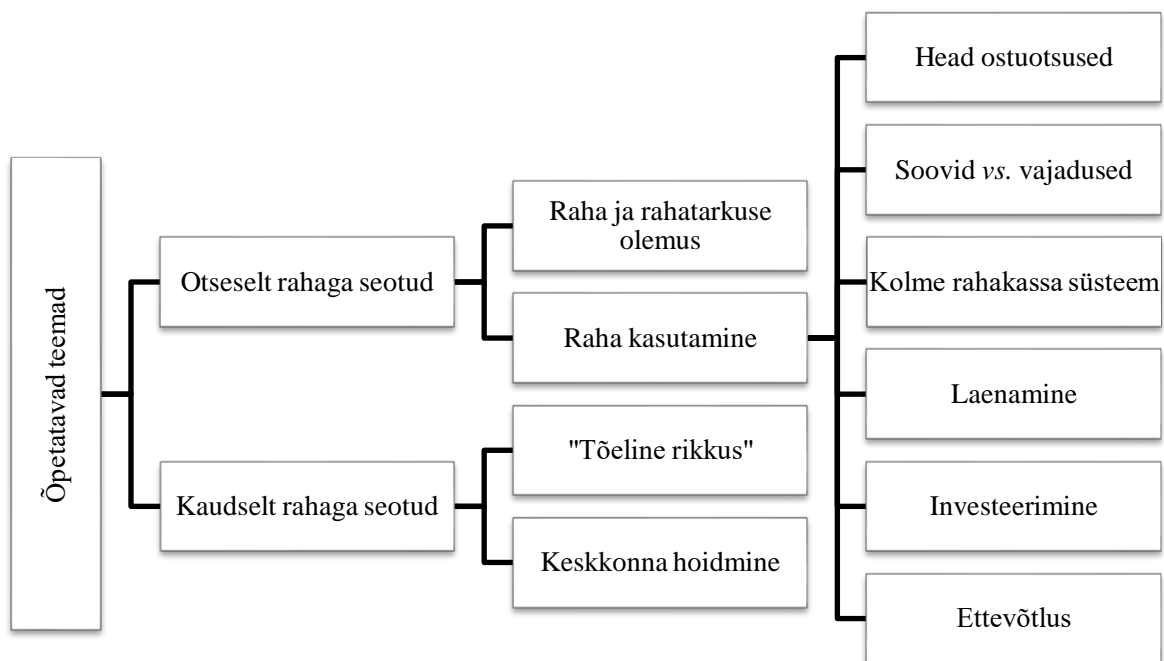 Õpetatavad teemad
Otseselt rahaga seotud
Raha ja rahatarkuse
olemus
Raha kasutamine
Head ostuotsused
Soovid vs. vajadused
Kolme rahakassa süsteem
Laenamine
Investeerimine
Ettevõtlus
Kaudselt rahaga seotud
"Tõeline rikkus"
Keskkonna hoidmine